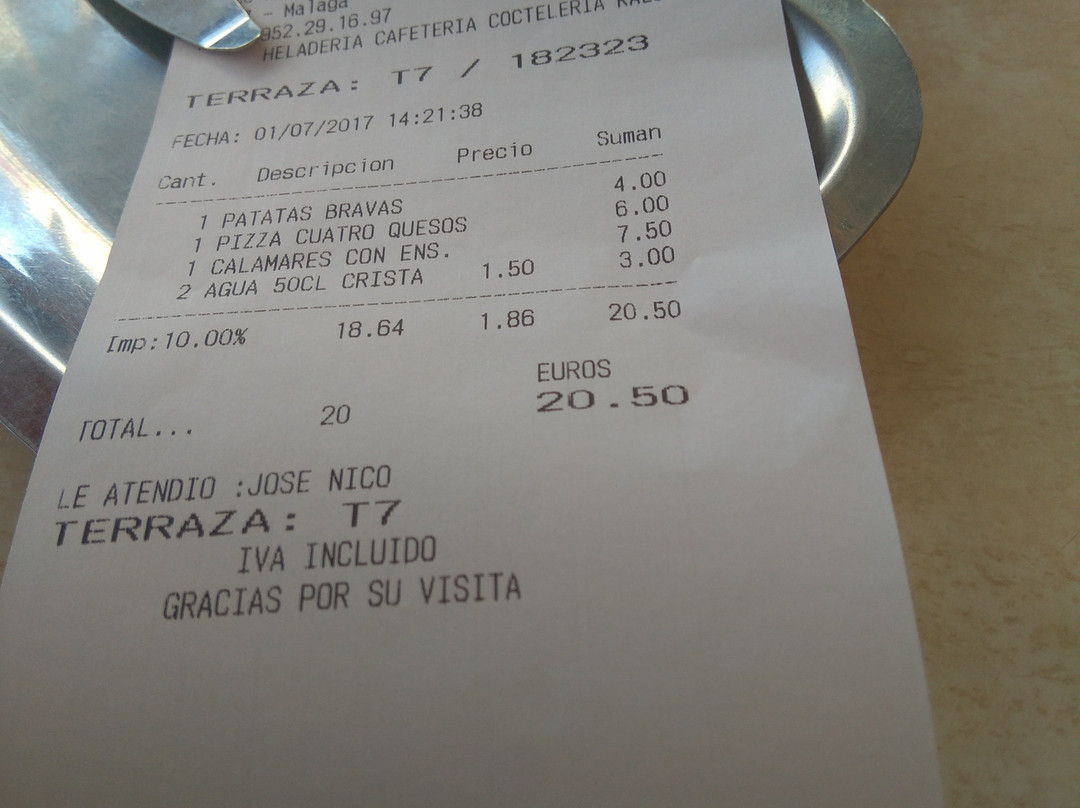 - Malaga
952.29.16.97
HELADERIA CAFETERIA COCTELERIA
TERRAZA: T7 / 182323
FECHA: 01/07/2017 14:21:38
Cant. Descripcion Precio Suman
1 PATATAS BRAVAS 4.00
1 PIZZA CUATRO QUESOS 6.00
1 CALAMARES CON ENS. 7.50
2 AGUA 50CL CRISTA 1.50 3.00
Imp:10.00% 18.64 1.86 20.50
EUROS
TOTAL... 20 20.50
LE ATENDIO :JOSE NICO
TERRAZA: T7
IVA INCLUIDO
GRACIAS POR SU VISITA